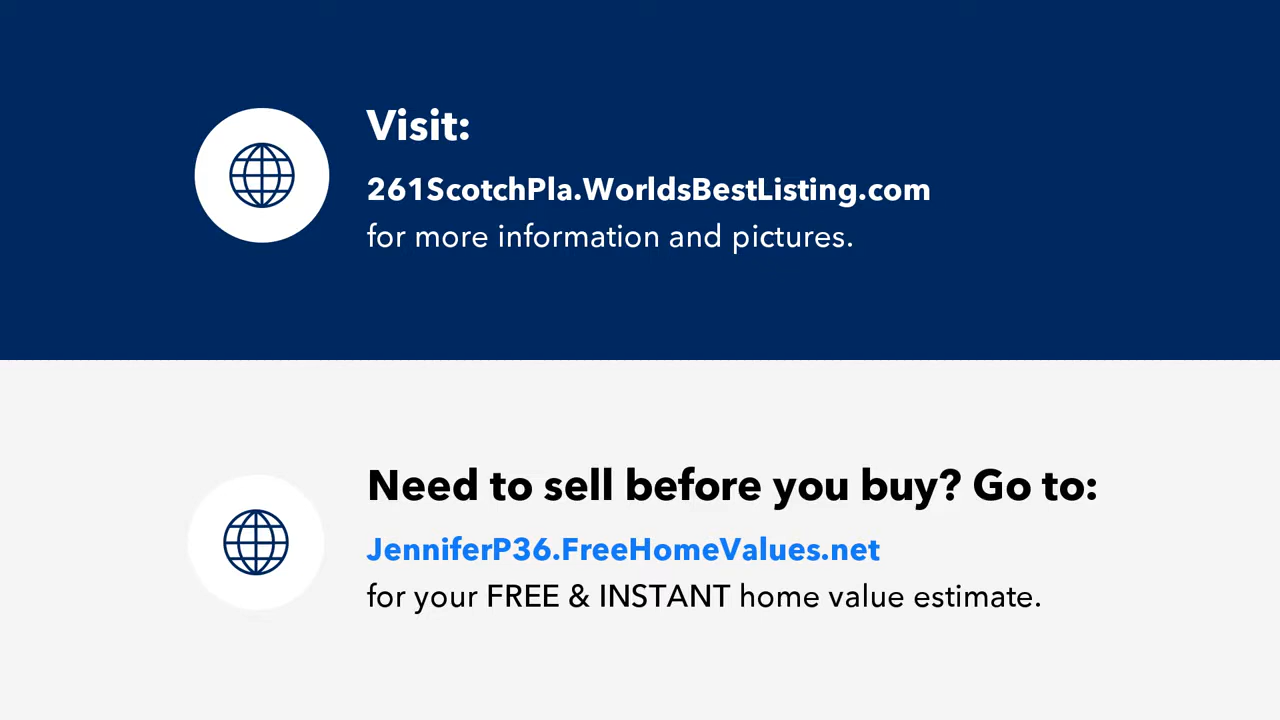 Visit:
261ScotchPla.WorldsBestListing.com
for more information and pictures.
Need to sell before you buy? Go to:
JenniferP36.FreeHomeValues.net
for your FREE & INSTANT home value estimate.